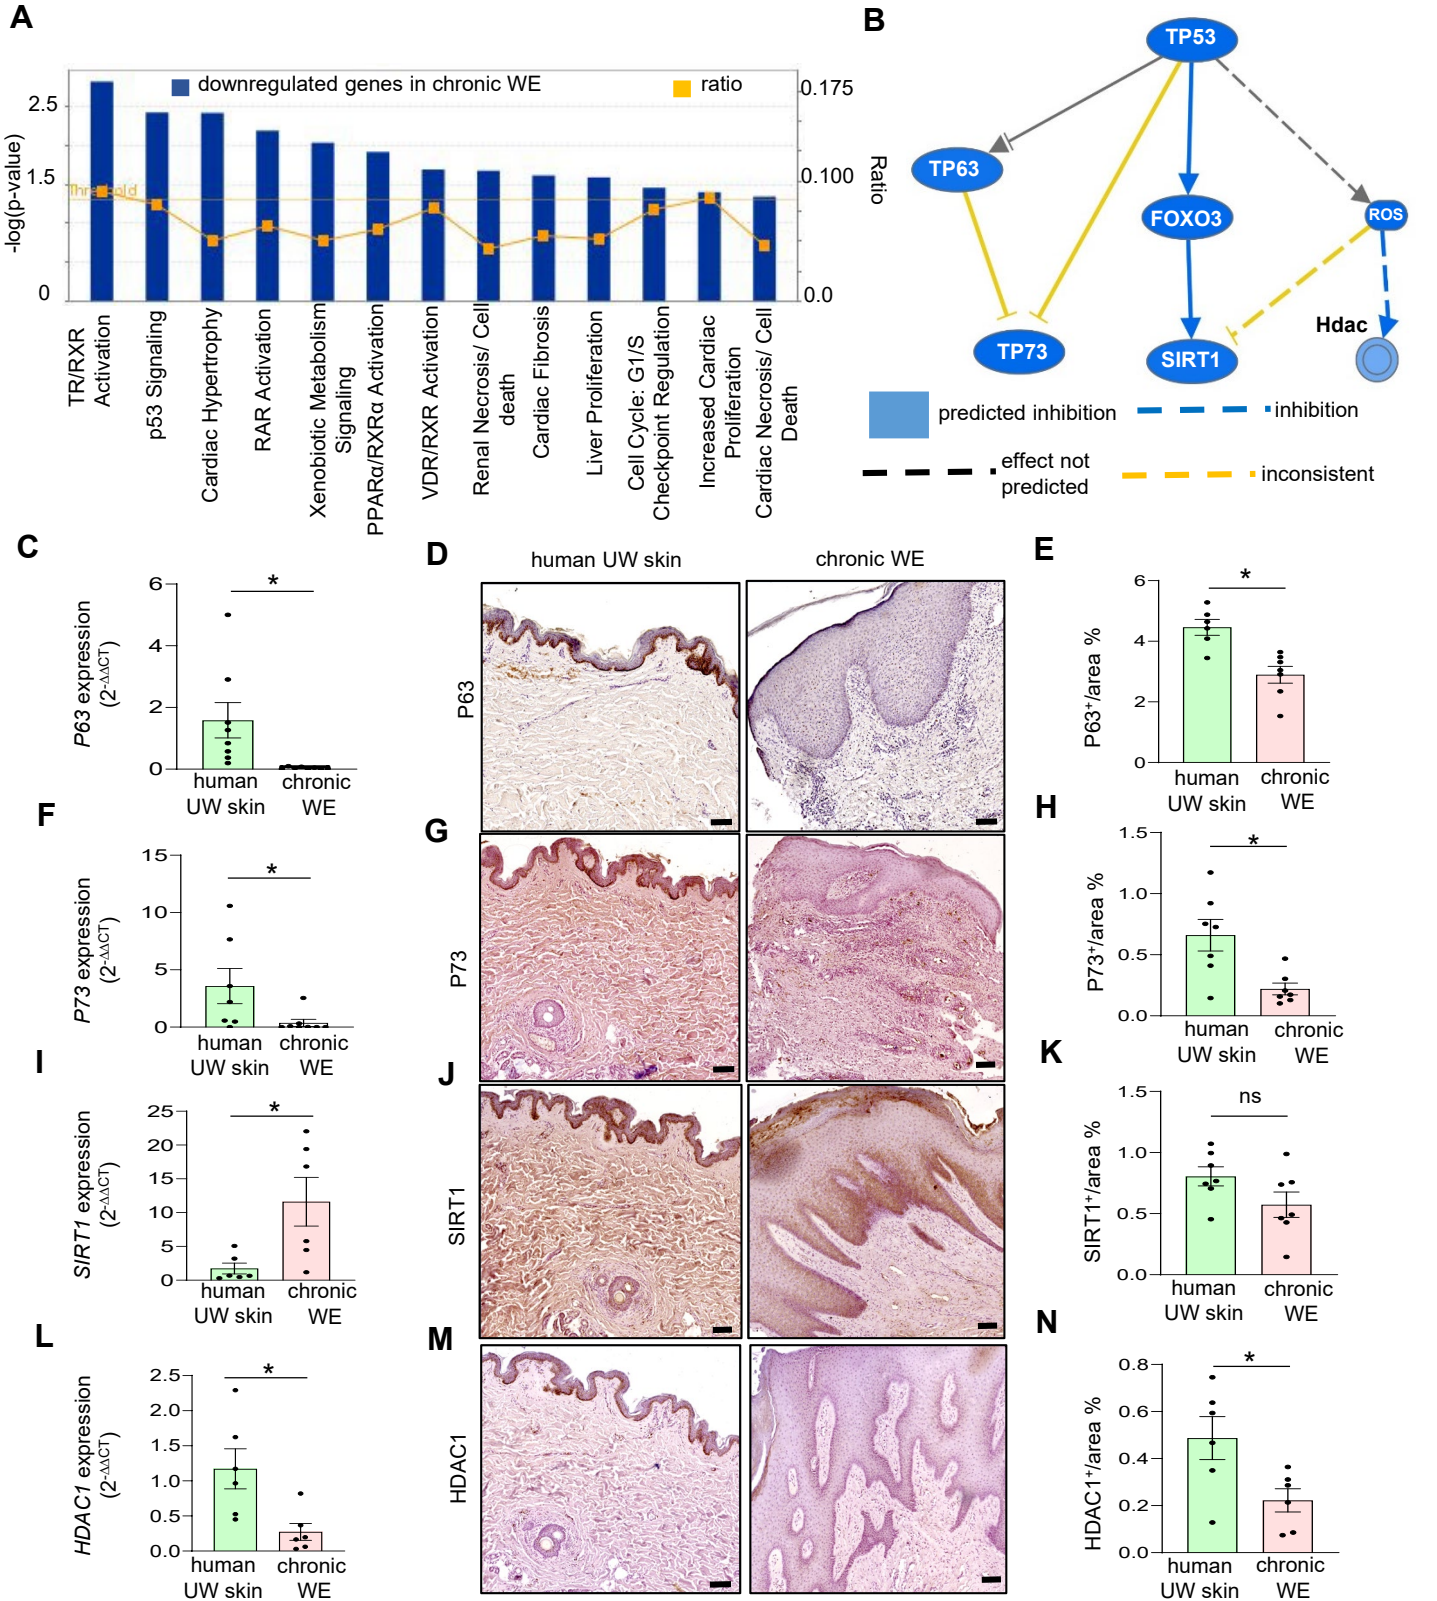 A
downregulated genes in chronic WE
ratio
-log(p-value)
2.5
1.5
0
Threshold
0.175
0.100
0.0
Ratio
TR/RXR
Activation
p53 Signaling
Cardiac Hypertrophy
RAR Activation
Xenobiotic Metabolism
Signaling
PPARα/RXRα Activation
VDR/RXR Activation
Renal Necrosis/ Cell
death
Cardiac Fibrosis
Liver Proliferation
Cell Cycle: G1/S
Checkpoint Regulation
Increased Cardiac
Proliferation
Cardiac Necrosis/ Cell
Death
B
TP53
TP63
FOXO3
ROS
TP73
SIRT1
Hdac
predicted inhibition
inhibition
effect not
predicted
inconsistent
C
P63 expression
(2-ΔΔCT)
6
4
2
0
*
human
UW skin
chronic
WE
D
human UW skin
chronic WE
P63
E
P63+/area %
6
4
2
0
*
human
UW skin
chronic
WE
F
P73 expression
(2-ΔΔCT)
15
10
5
0
*
human
UW skin
chronic
WE
G
P73
H
P73+/area %
1.5
1.0
0.5
0.0
*
human
UW skin
chronic
WE
I
SIRT1 expression
(2-ΔΔCT)
25
20
15
10
5
0
*
human
UW skin
chronic
WE
J
SIRT1
K
SIRT1+/area %
1.5
1.0
0.5
0.0
ns
human
UW skin
chronic
WE
L
HDAC1 expression
(2-ΔΔCT)
2.5
2.0
1.5
1.0
0.5
0.0
*
human
UW skin
chronic
WE
M
HDAC1
N
HDAC1+/area %
0.8
0.6
0.4
0.2
0.0
*
human
UW skin
chronic
WE